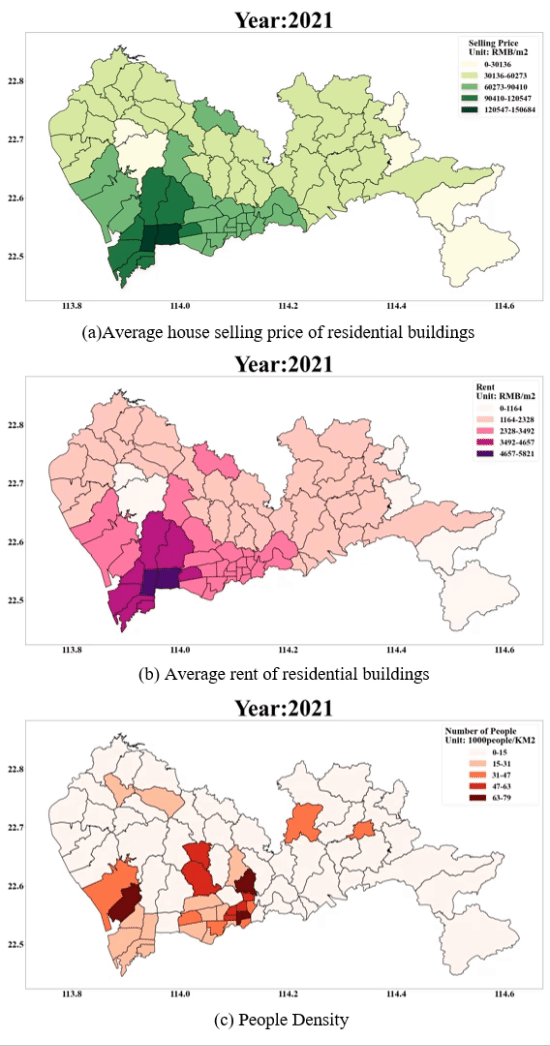 Year:2021
Selling Price
Unit: RMB/m2
0-30136
30136-60273
60273-90410
90410-120547
120547-150684
22.8
22.7
22.6
22.5
113.8 114.0 114.2 114.4 114.6
(a)Average house selling price of residential buildings
Year:2021
Rent
Unit: RMB/m2
0-1164
1164-2328
2328-3492
3492-4657
4657-5821
22.8
22.7
22.6
22.5
113.8 114.0 114.2 114.4 114.6
(b) Average rent of residential buildings
Year:2021
Number of People
Unit: 1000people/KM2
0-15
15-31
31-47
47-63
63-79
22.8
22.7
22.6
22.5
113.8 114.0 114.2 114.4 114.6
(c) People Density